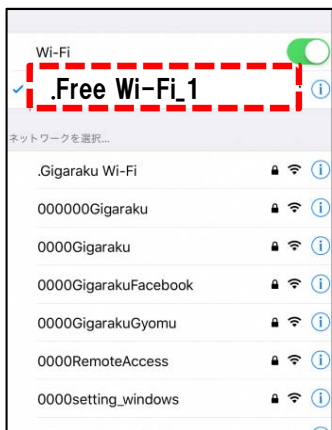 Wi-Fi
.Free Wi-Fi_1
ネットワークを選択...
.Gigaraku Wi-Fi
000000Gigaraku
0000Gigaraku
0000GigarakuFacebook
0000GigarakuGyomu
0000RemoteAccess
0000setting_windows